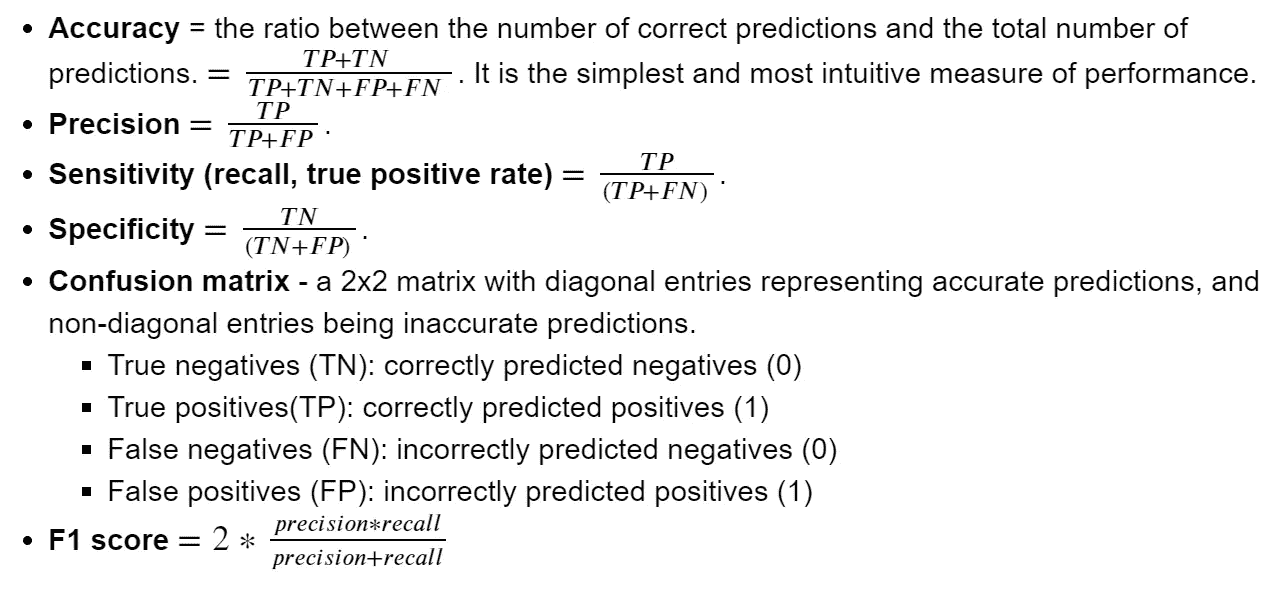 • Accuracy = the ratio between the number of correct predictions and the total number of
predictions. = TP+TN / TP+TN+FP+FN . It is the simplest and most intuitive measure of performance.
• Precision = TP / TP+FP .
• Sensitivity (recall, true positive rate) = TP / (TP+FN) .
• Specificity = TN / (TN+FP) .
• Confusion matrix - a 2x2 matrix with diagonal entries representing accurate predictions, and
non-diagonal entries being inaccurate predictions.
▪ True negatives (TN): correctly predicted negatives (0)
▪ True positives(TP): correctly predicted positives (1)
▪ False negatives (FN): incorrectly predicted negatives (0)
▪ False positives (FP): incorrectly predicted positives (1)
• F1 score = 2 * precision*recall / precision+recall